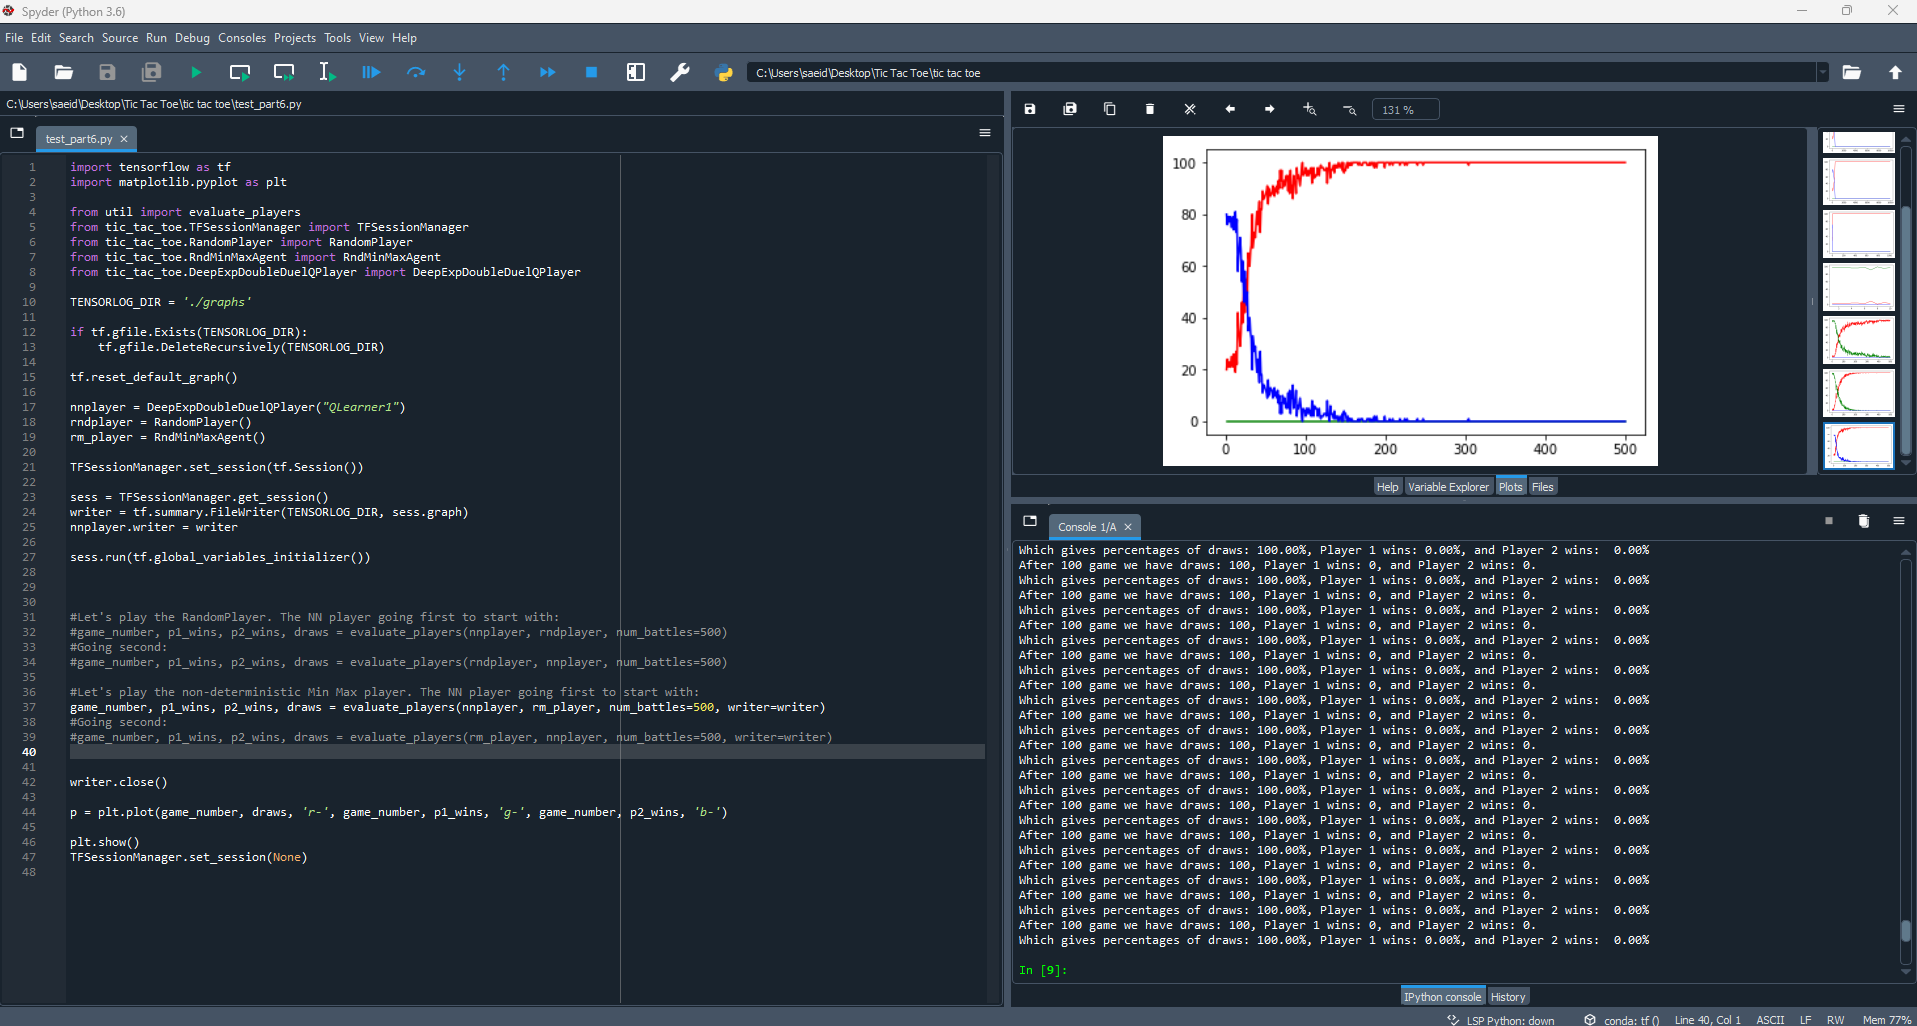 Spyder (Python 3.6)
File Edit Search Source Run Debug Consoles Projects Tools View Help
C:\Users\saeid\Desktop\Tic Tac Toe\tic tac toe
C:\Users\saeid\Desktop\Tic Tac Toe\tic tac toe\test_part6.py
test_part6.py
1 import tensorflow as tf
2 import matplotlib.pyplot as plt
3
4 from util import evaluate_players
5 from tic_tac_toe.TFSessionManager import TFSessionManager
6 from tic_tac_toe.RandomPlayer import RandomPlayer
7 from tic_tac_toe.RndMinMaxAgent import RndMinMaxAgent
8 from tic_tac_toe.DeepExpDoubleDuelQPlayer import DeepExpDoubleDuelQPlayer
9
10 TENSORLOG_DIR = './graphs'
11
12 if tf.gfile.Exists(TENSORLOG_DIR):
13     tf.gfile.DeleteRecursively(TENSORLOG_DIR)
14
15 tf.reset_default_graph()
16
17 nnplayer = DeepExpDoubleDuelQPlayer("QLearner1")
18 rndplayer = RandomPlayer()
19 rm_player = RndMinMaxAgent()
20
21 TFSessionManager.set_session(tf.Session())
22
23 sess = TFSessionManager.get_session()
24 writer = tf.summary.FileWriter(TENSORLOG_DIR, sess.graph)
25 nnplayer.writer = writer
26
27 sess.run(tf.global_variables_initializer())
28
29
30
31 #Let's play the RandomPlayer. The NN player going first to start with:
32 #game_number, p1_wins, p2_wins, draws = evaluate_players(nnplayer, rndplayer, num_battles=500)
33 #Going second:
34 #game_number, p1_wins, p2_wins, draws = evaluate_players(rndplayer, nnplayer, num_battles=500)
35
36 #Let's play the non-deterministic Min Max player. The NN player going first to start with:
37 game_number, p1_wins, p2_wins, draws = evaluate_players(nnplayer, rm_player, num_battles=500, writer=writer)
38 #Going second:
39 #game_number, p1_wins, p2_wins, draws = evaluate_players(rm_player, nnplayer, num_battles=500, writer=writer)
40
41
42 writer.close()
43
44 p = plt.plot(game_number, draws, 'r-', game_number, p1_wins, 'g-', game_number, p2_wins, 'b-')
45
46 plt.show()
47 TFSessionManager.set_session(None)
48
131 %
100
80
60
40
20
0
0 100 200 300 400 500
Help Variable Explorer Plots Files
Console 1/A
Which gives percentages of draws: 100.00%, Player 1 wins: 0.00%, and Player 2 wins:  0.00%
After 100 game we have draws: 100, Player 1 wins: 0, and Player 2 wins: 0.
Which gives percentages of draws: 100.00%, Player 1 wins: 0.00%, and Player 2 wins:  0.00%
After 100 game we have draws: 100, Player 1 wins: 0, and Player 2 wins: 0.
Which gives percentages of draws: 100.00%, Player 1 wins: 0.00%, and Player 2 wins:  0.00%
After 100 game we have draws: 100, Player 1 wins: 0, and Player 2 wins: 0.
Which gives percentages of draws: 100.00%, Player 1 wins: 0.00%, and Player 2 wins:  0.00%
After 100 game we have draws: 100, Player 1 wins: 0, and Player 2 wins: 0.
Which gives percentages of draws: 100.00%, Player 1 wins: 0.00%, and Player 2 wins:  0.00%
After 100 game we have draws: 100, Player 1 wins: 0, and Player 2 wins: 0.
Which gives percentages of draws: 100.00%, Player 1 wins: 0.00%, and Player 2 wins:  0.00%
After 100 game we have draws: 100, Player 1 wins: 0, and Player 2 wins: 0.
Which gives percentages of draws: 100.00%, Player 1 wins: 0.00%, and Player 2 wins:  0.00%
After 100 game we have draws: 100, Player 1 wins: 0, and Player 2 wins: 0.
Which gives percentages of draws: 100.00%, Player 1 wins: 0.00%, and Player 2 wins:  0.00%
After 100 game we have draws: 100, Player 1 wins: 0, and Player 2 wins: 0.
Which gives percentages of draws: 100.00%, Player 1 wins: 0.00%, and Player 2 wins:  0.00%
After 100 game we have draws: 100, Player 1 wins: 0, and Player 2 wins: 0.
Which gives percentages of draws: 100.00%, Player 1 wins: 0.00%, and Player 2 wins:  0.00%
After 100 game we have draws: 100, Player 1 wins: 0, and Player 2 wins: 0.
Which gives percentages of draws: 100.00%, Player 1 wins: 0.00%, and Player 2 wins:  0.00%
After 100 game we have draws: 100, Player 1 wins: 0, and Player 2 wins: 0.
Which gives percentages of draws: 100.00%, Player 1 wins: 0.00%, and Player 2 wins:  0.00%
After 100 game we have draws: 100, Player 1 wins: 0, and Player 2 wins: 0.
Which gives percentages of draws: 100.00%, Player 1 wins: 0.00%, and Player 2 wins:  0.00%
After 100 game we have draws: 100, Player 1 wins: 0, and Player 2 wins: 0.
Which gives percentages of draws: 100.00%, Player 1 wins: 0.00%, and Player 2 wins:  0.00%
In [9]:
IPython console History
LSP Python: down conda: tf () Line 40, Col 1 ASCII LF RW Mem 77%